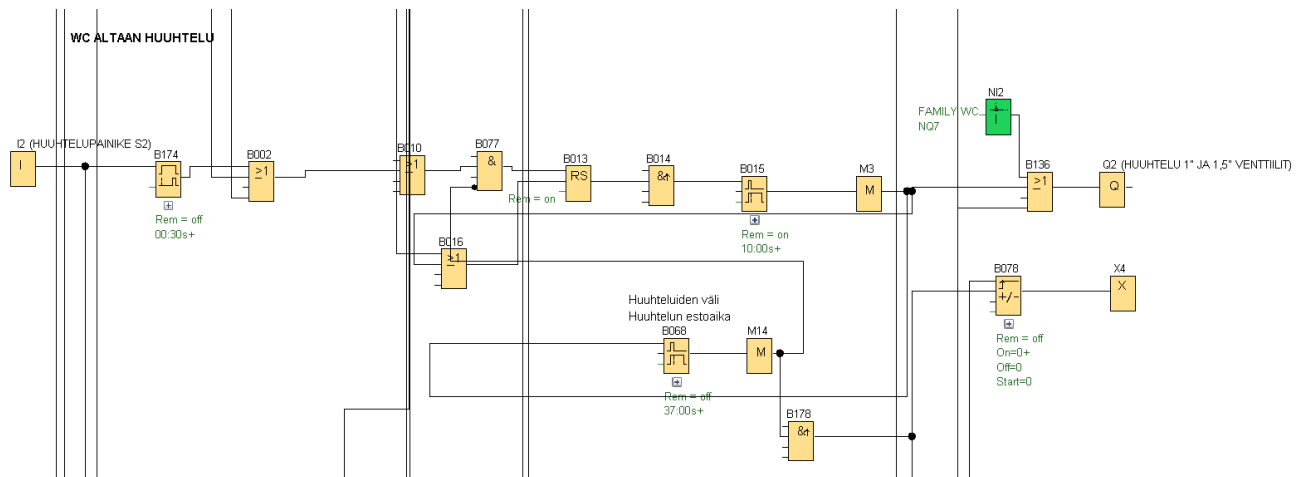 WC ALTAAN HUUHTELU
I2 (HUUHTELUPAINIKE S2)
I
B174
Rem = off
00:30s+
B002
≥1
B010
≥1
B077
&
B013
RS
Rem = on
B014
&↑
B015
Rem = on
10:00s+
M3
M
FAMILY WC
NQ7
NI2
I
B136
≥1
Q2 (HUUHTELU 1" JA 1,5" VENTTIILIT)
Q
B016
≥1
Huuhteluiden väli
Huuhtelun estoaika
B068
Rem = off
37:00s+
M14
M
B178
&↑
B078
+/-
Rem = off
On=0+
Off=0
Start=0
X4
X